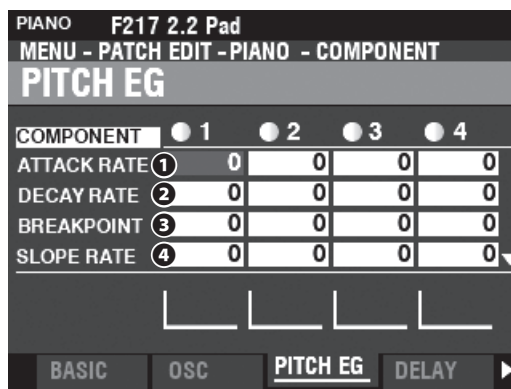 PIANO F217 2.2 Pad
MENU - PATCH EDIT - PIANO - COMPONENT
PITCH EG
COMPONENT 1 2 3 4
ATTACK RATE 1 0 0 0 0
DECAY RATE 2 0 0 0 0
BREAKPOINT 3 0 0 0 0
SLOPE RATE 4 0 0 0 0
BASIC OSC PITCH EG DELAY